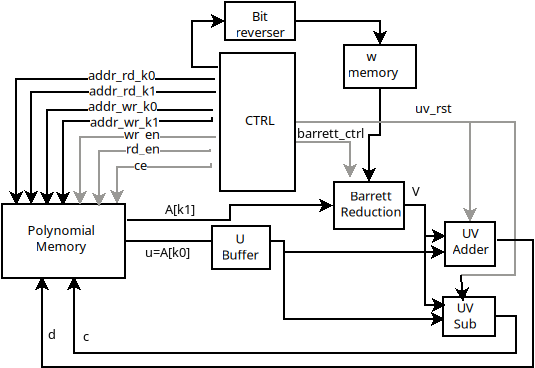 Bit
reverser
w
memory
addr_rd_k0
addr_rd_k1
addr_wr_k0
addr_wr_k1
wr_en
rd_en
ce
CTRL
uv_rst
barrett_ctrl
Barrett
Reduction
V
A[k1]
Polynomial
Memory
u=A[k0]
U
Buffer
UV
Adder
UV
Sub
d
c